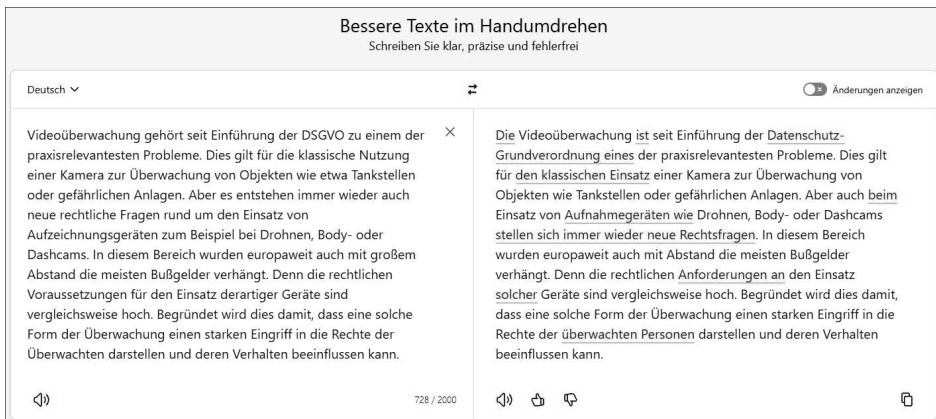 Bessere Texte im Handumdrehen
Schreiben Sie klar, präzise und fehlerfrei
Deutsch
Änderungen anzeigen
Videoüberwachung gehört seit Einführung der DSGVO zu einem der
praxisrelevantesten Probleme. Dies gilt für die klassische Nutzung
einer Kamera zur Überwachung von Objekten wie etwa Tankstellen
oder gefährlichen Anlagen. Aber es entstehen immer wieder auch
neue rechtliche Fragen rund um den Einsatz von
Aufzeichnungsgeräten zum Beispiel bei Drohnen, Body- oder
Dashcams. In diesem Bereich wurden europaweit auch mit großem
Abstand die meisten Bußgelder verhängt. Denn die rechtlichen
Voraussetzungen für den Einsatz derartiger Geräte sind
vergleichsweise hoch. Begründet wird dies damit, dass eine solche
Form der Überwachung einen starken Eingriff in die Rechte der
Überwachten darstellen und deren Verhalten beeinflussen kann.
728 / 2000
Die Videoüberwachung ist seit Einführung der Datenschutz-
Grundverordnung eines der praxisrelevantesten Probleme. Dies gilt
für den klassischen Einsatz einer Kamera zur Überwachung von
Objekten wie Tankstellen oder gefährlichen Anlagen. Aber auch beim
Einsatz von Aufnahmegeräten wie Drohnen, Body- oder Dashcams
stellen sich immer wieder neue Rechtsfragen. In diesem Bereich
wurden europaweit auch mit Abstand die meisten Bußgelder
verhängt. Denn die rechtlichen Anforderungen an den Einsatz
solcher Geräte sind vergleichsweise hoch. Begründet wird dies damit,
dass eine solche Form der Überwachung einen starken Eingriff in die
Rechte der überwachten Personen darstellen und deren Verhalten
beeinflussen kann.